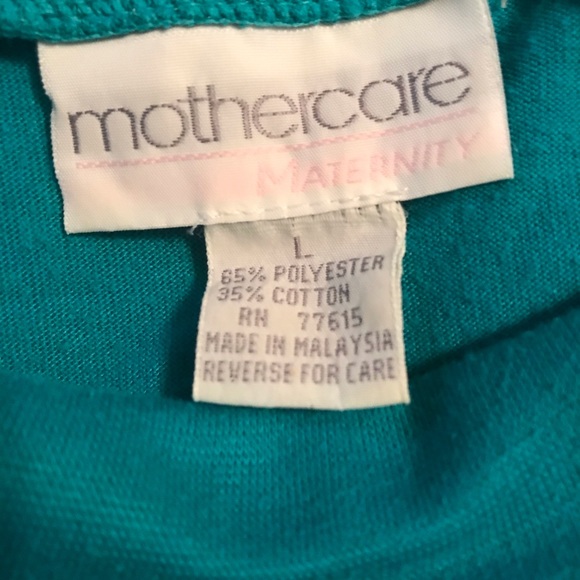 mothercare
MATERNITY
L
65% POLYESTER
35% COTTON
RN 77615
MADE IN MALAYSIA
REVERSE FOR CARE